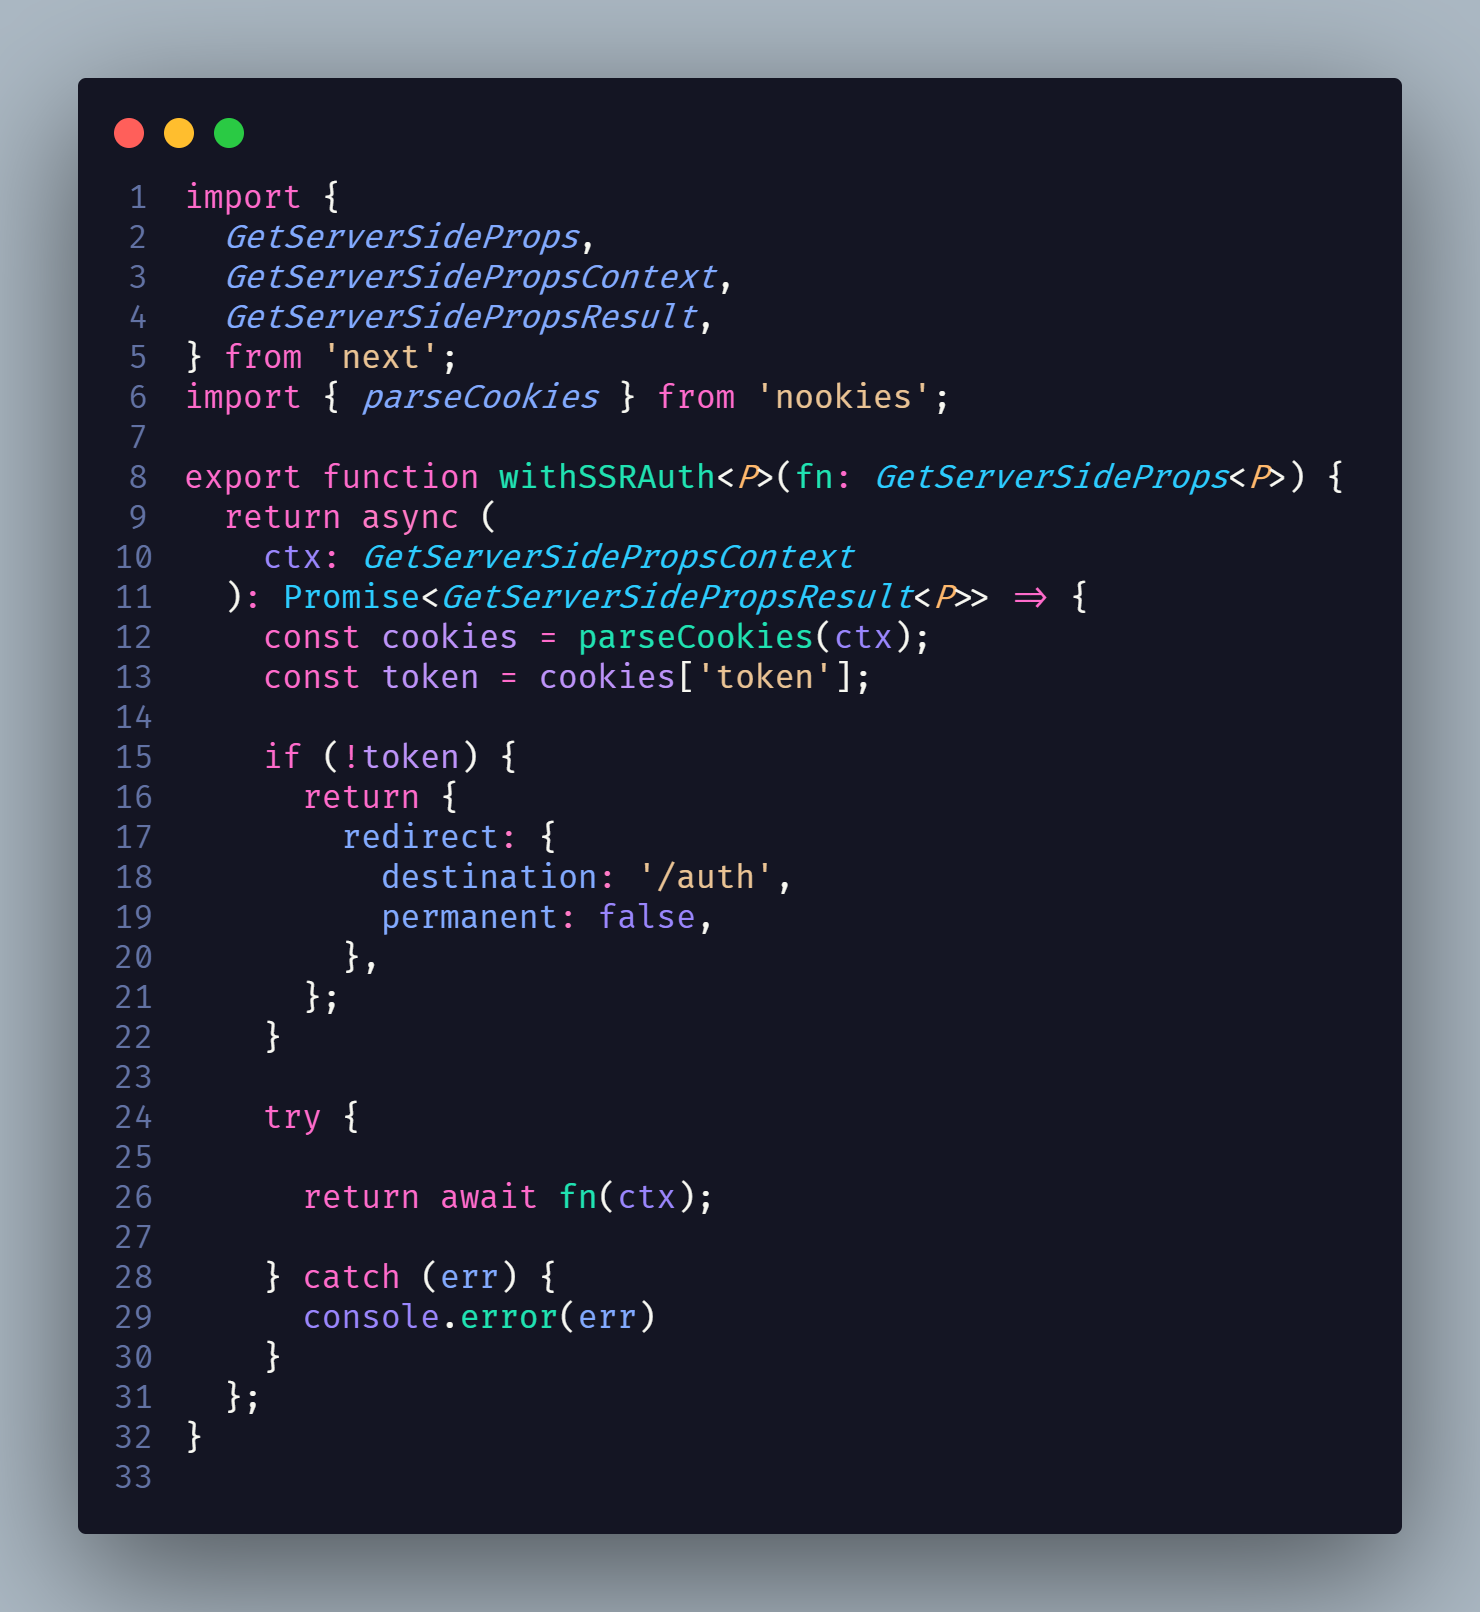 1 import {
2   GetServerSideProps,
3   GetServerSidePropsContext,
4   GetServerSidePropsResult,
5 } from 'next';
6 import { parseCookies } from 'nookies';
7
8 export function withSSRAuth<P>(fn: GetServerSideProps<P>) {
9   return async (
10     ctx: GetServerSidePropsContext
11   ): Promise<GetServerSidePropsResult<P>> => {
12     const cookies = parseCookies(ctx);
13     const token = cookies['token'];
14
15     if (!token) {
16       return {
17         redirect: {
18           destination: '/auth',
19           permanent: false,
20         },
21       };
22     }
23
24     try {
25
26       return await fn(ctx);
27
28     } catch (err) {
29       console.error(err)
30     }
31   };
32 }
33